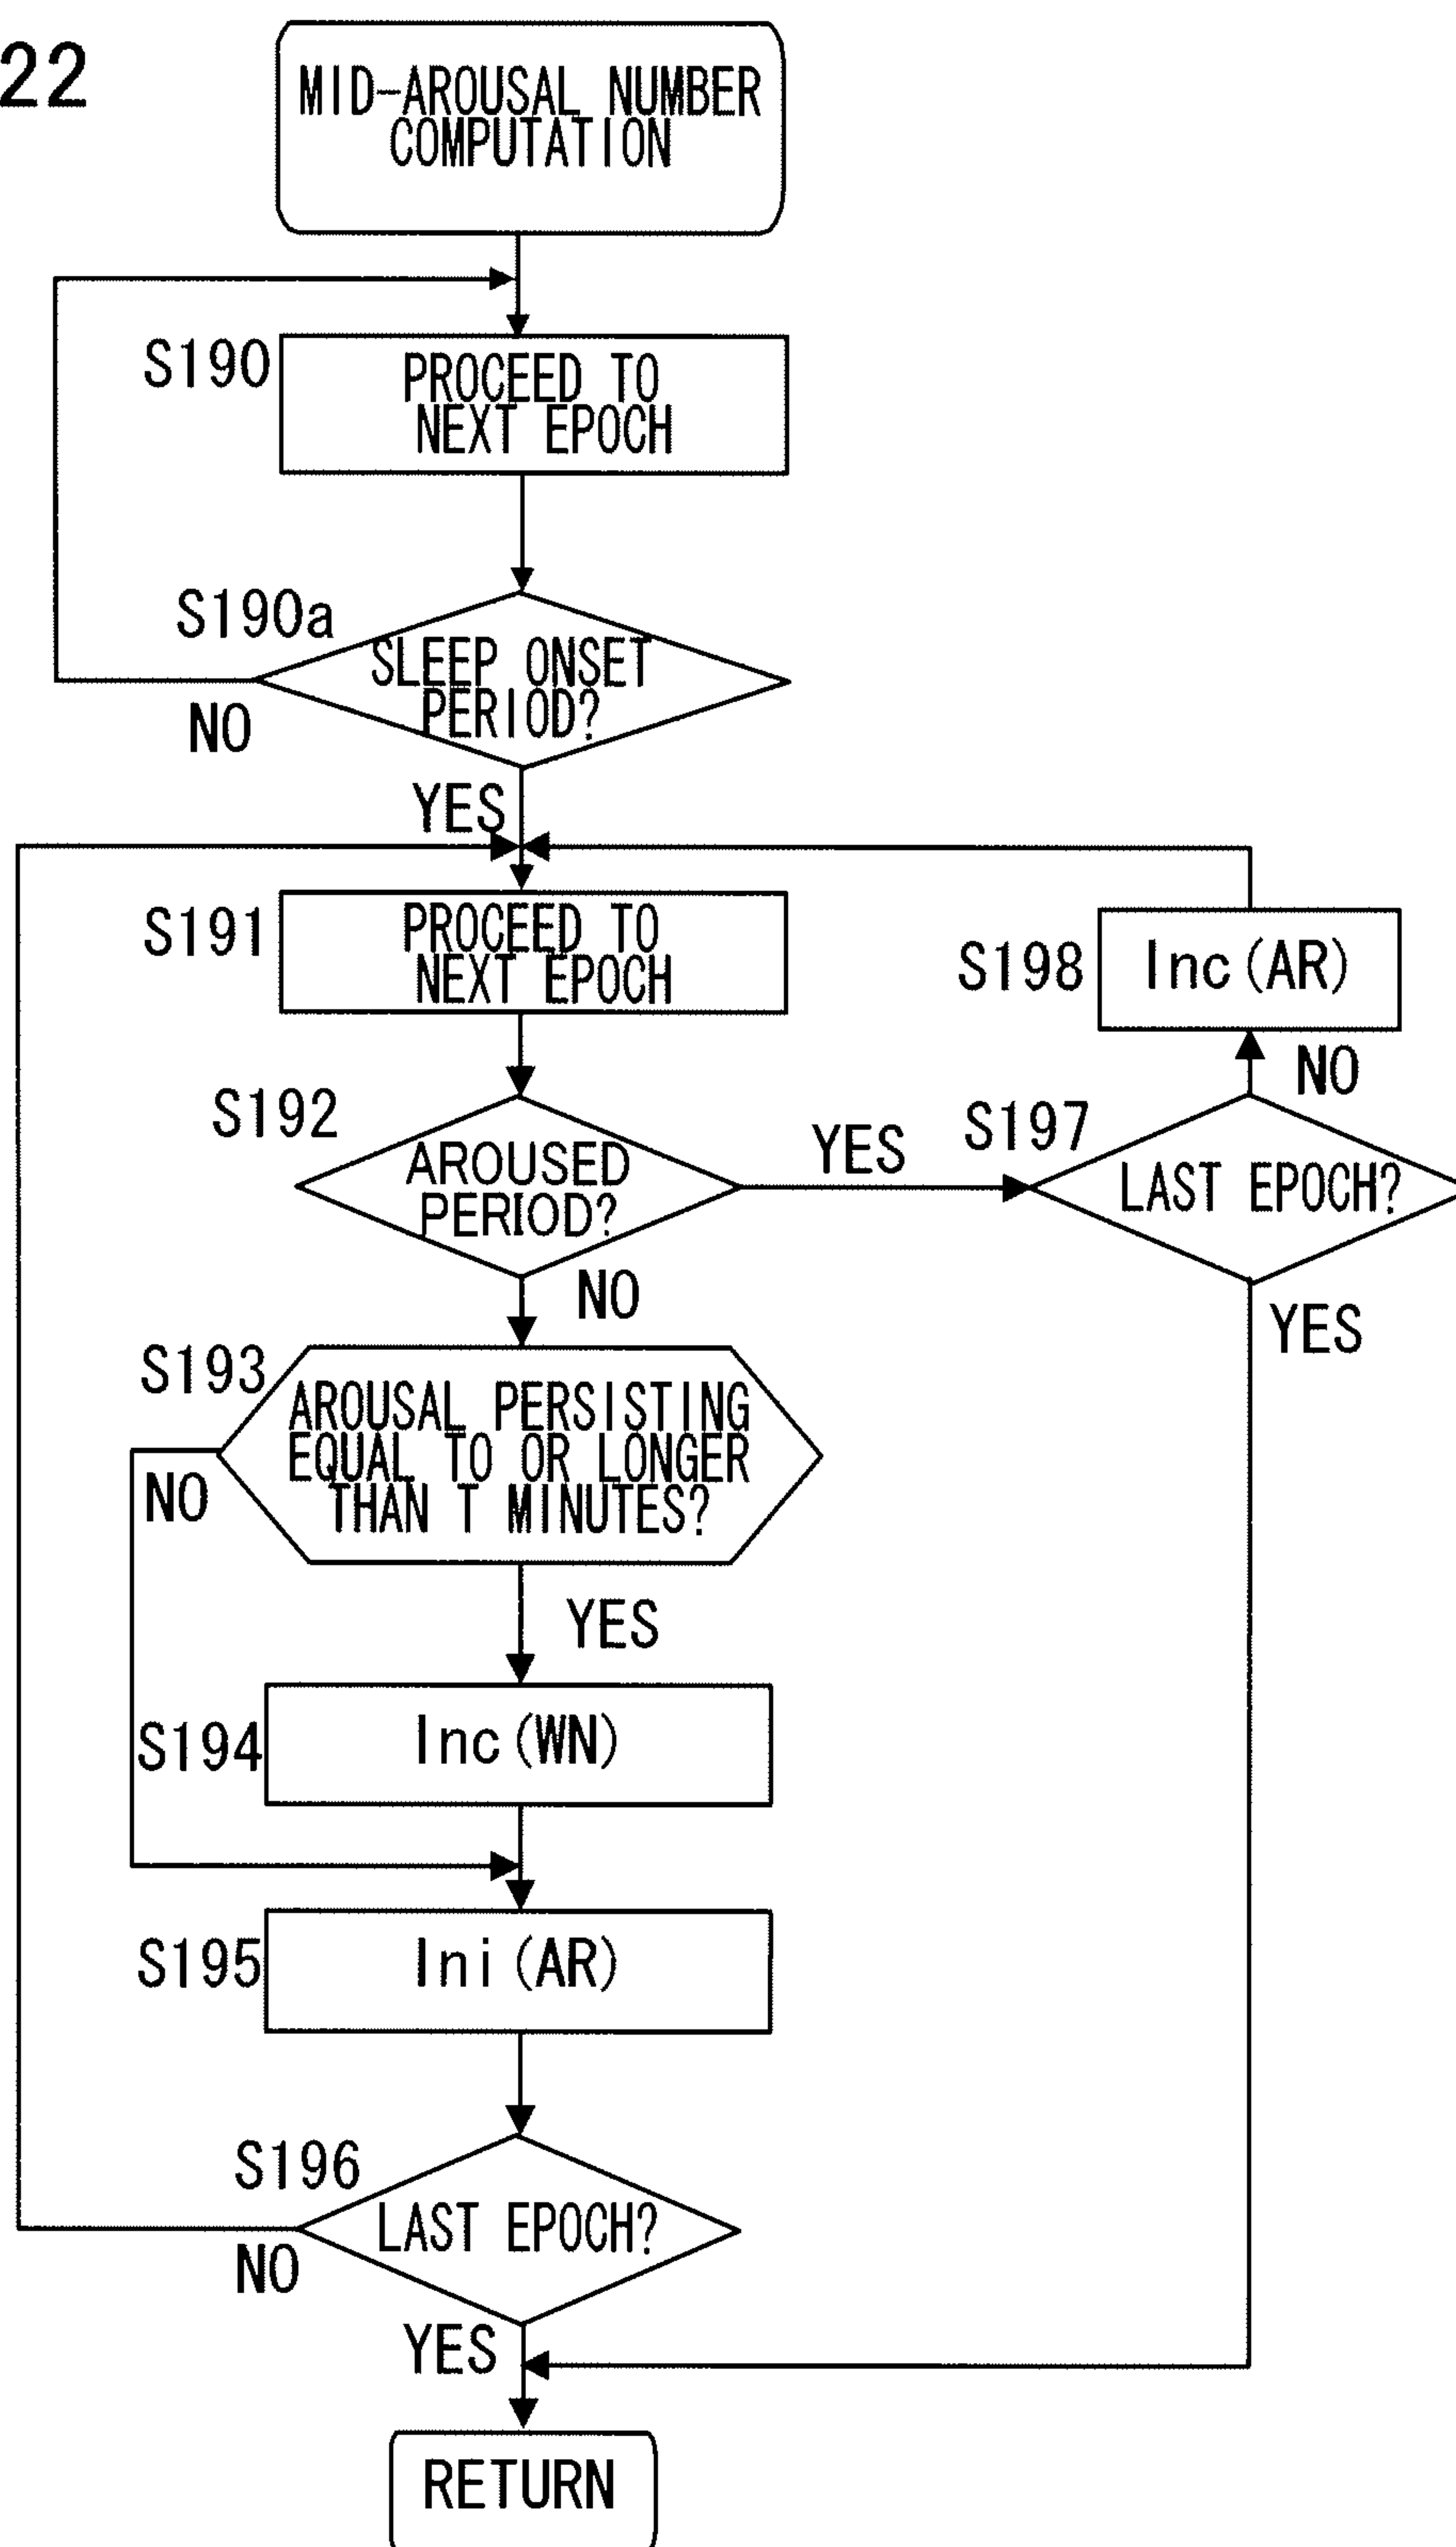 22
MID-AROUSAL NUMBER
COMPUTATION
S190
PROCEED TO
NEXT EPOCH
S190a
SLEEP ONSET
PERIOD?
NO
YES
S191
PROCEED TO
NEXT EPOCH
S198
Inc(AR)
NO
S192
AROUSED
PERIOD?
YES
S197
LAST EPOCH?
NO
YES
S193
AROUSAL PERSISTING
EQUAL TO OR LONGER
THAN T MINUTES?
NO
YES
S194
Inc(WN)
S195
Ini(AR)
S196
LAST EPOCH?
NO
YES
RETURN